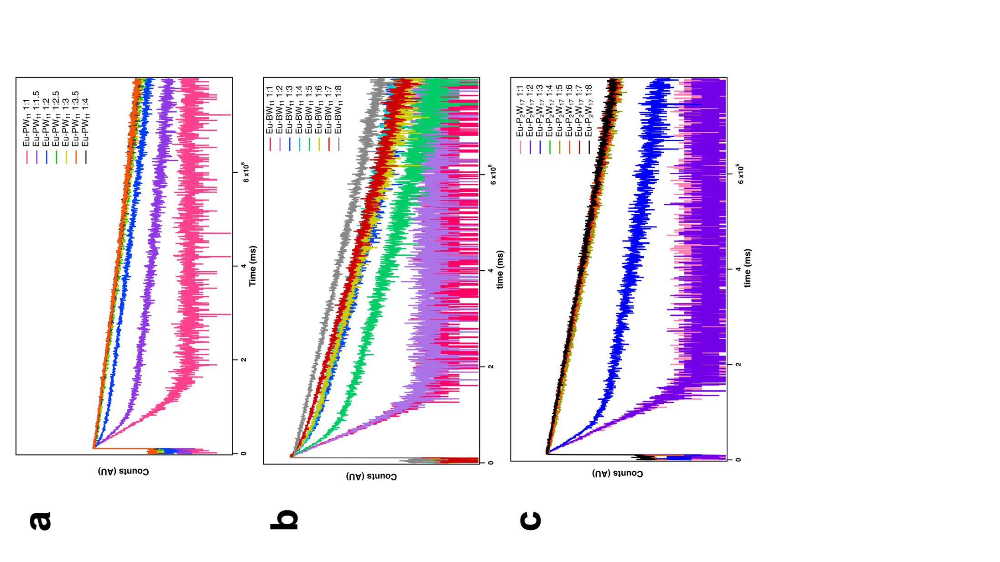 a
Eu-PW11 1:1
Eu-PW11 1:1.5
Eu-PW11 1:2
Eu-PW11 1:2.5
Eu-PW11 1:3
Eu-PW11 1:3.5
Eu-PW11 1:4
Counts (AU)
0 2 4 6 x10^6
Time (ms)
b
Eu-BW11 1:1
Eu-BW11 1:2
Eu-BW11 1:3
Eu-BW11 1:4
Eu-BW11 1:5
Eu-BW11 1:6
Eu-BW11 1:7
Eu-BW11 1:8
Counts (AU)
0 2 4 6 x10^6
time (ms)
c
Eu-P2W17 1:1
Eu-P2W17 1:2
Eu-P2W17 1:3
Eu-P2W17 1:4
Eu-P2W17 1:5
Eu-P2W17 1:6
Eu-P2W17 1:7
Eu-P2W17 1:8
Counts (AU)
0 2 4 6 x10^6
time (ms)